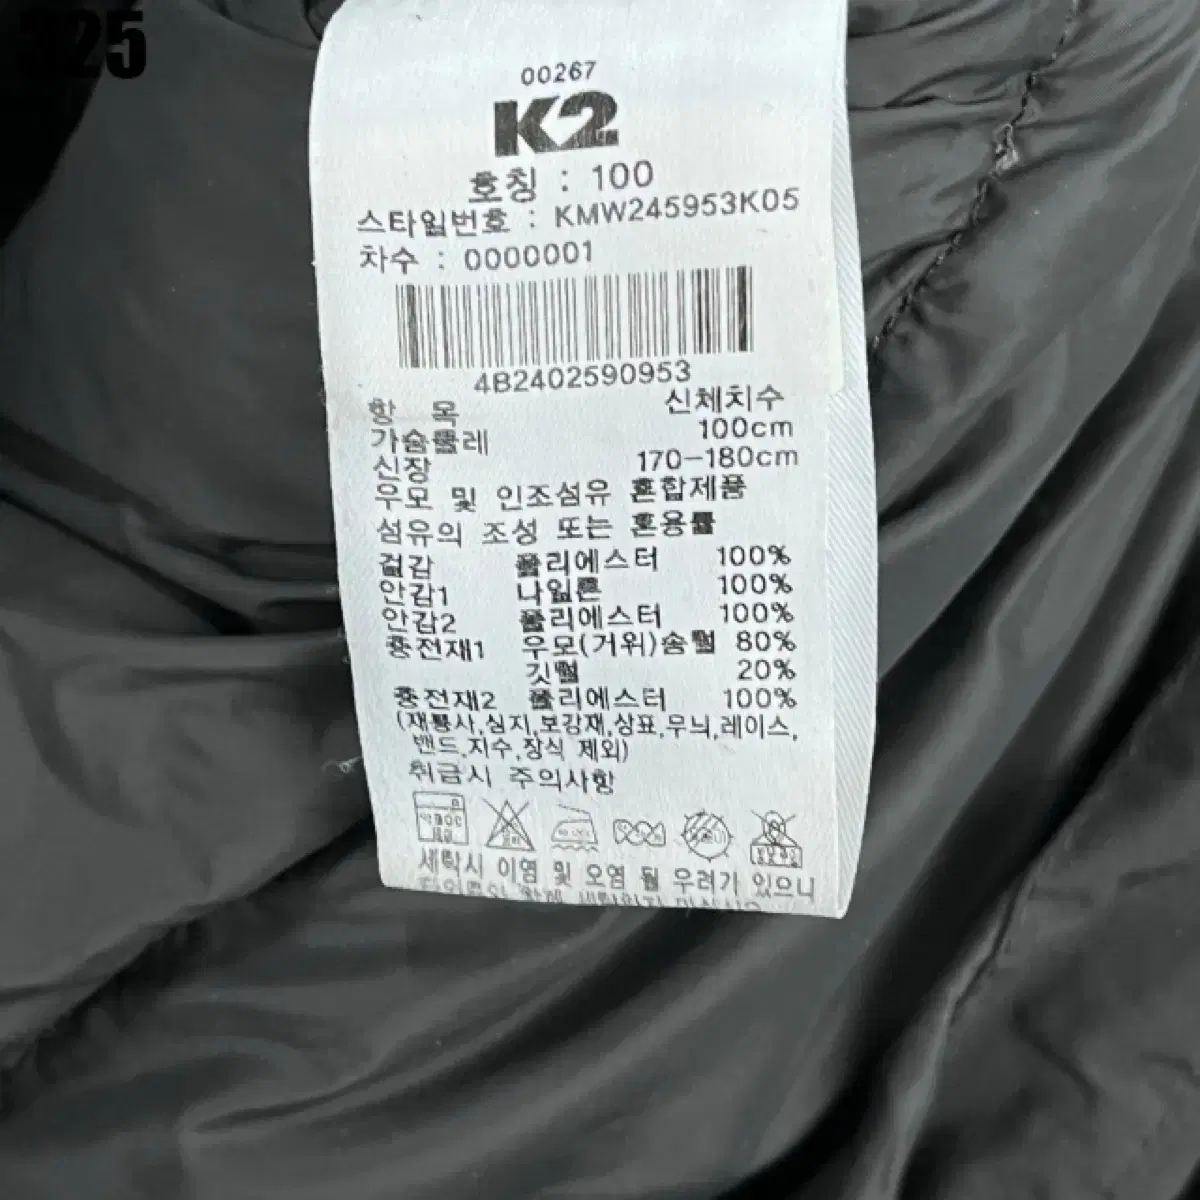 325
00267
K2
호칭 : 100
스타일번호 : KMW245953K05
차수 : 0000001
4B2402590953
항 목 신체치수
가슴둘레 100cm
신장 170-180cm
우모 및 인조섬유 혼합제품
섬유의 조성 또는 혼용률
겉감 폴리에스터 100%
안감1 나일론 100%
안감2 폴리에스터 100%
충전재1 우모(거위)솜털 80%
깃털 20%
충전재2 폴리에스터 100%
(재봉사,심지,보강재,상표,무늬,레이스,
밴드,지수,장식 제외)
취급시 주의사항
세탁시 이염 및 오염 될 우려가 있으니